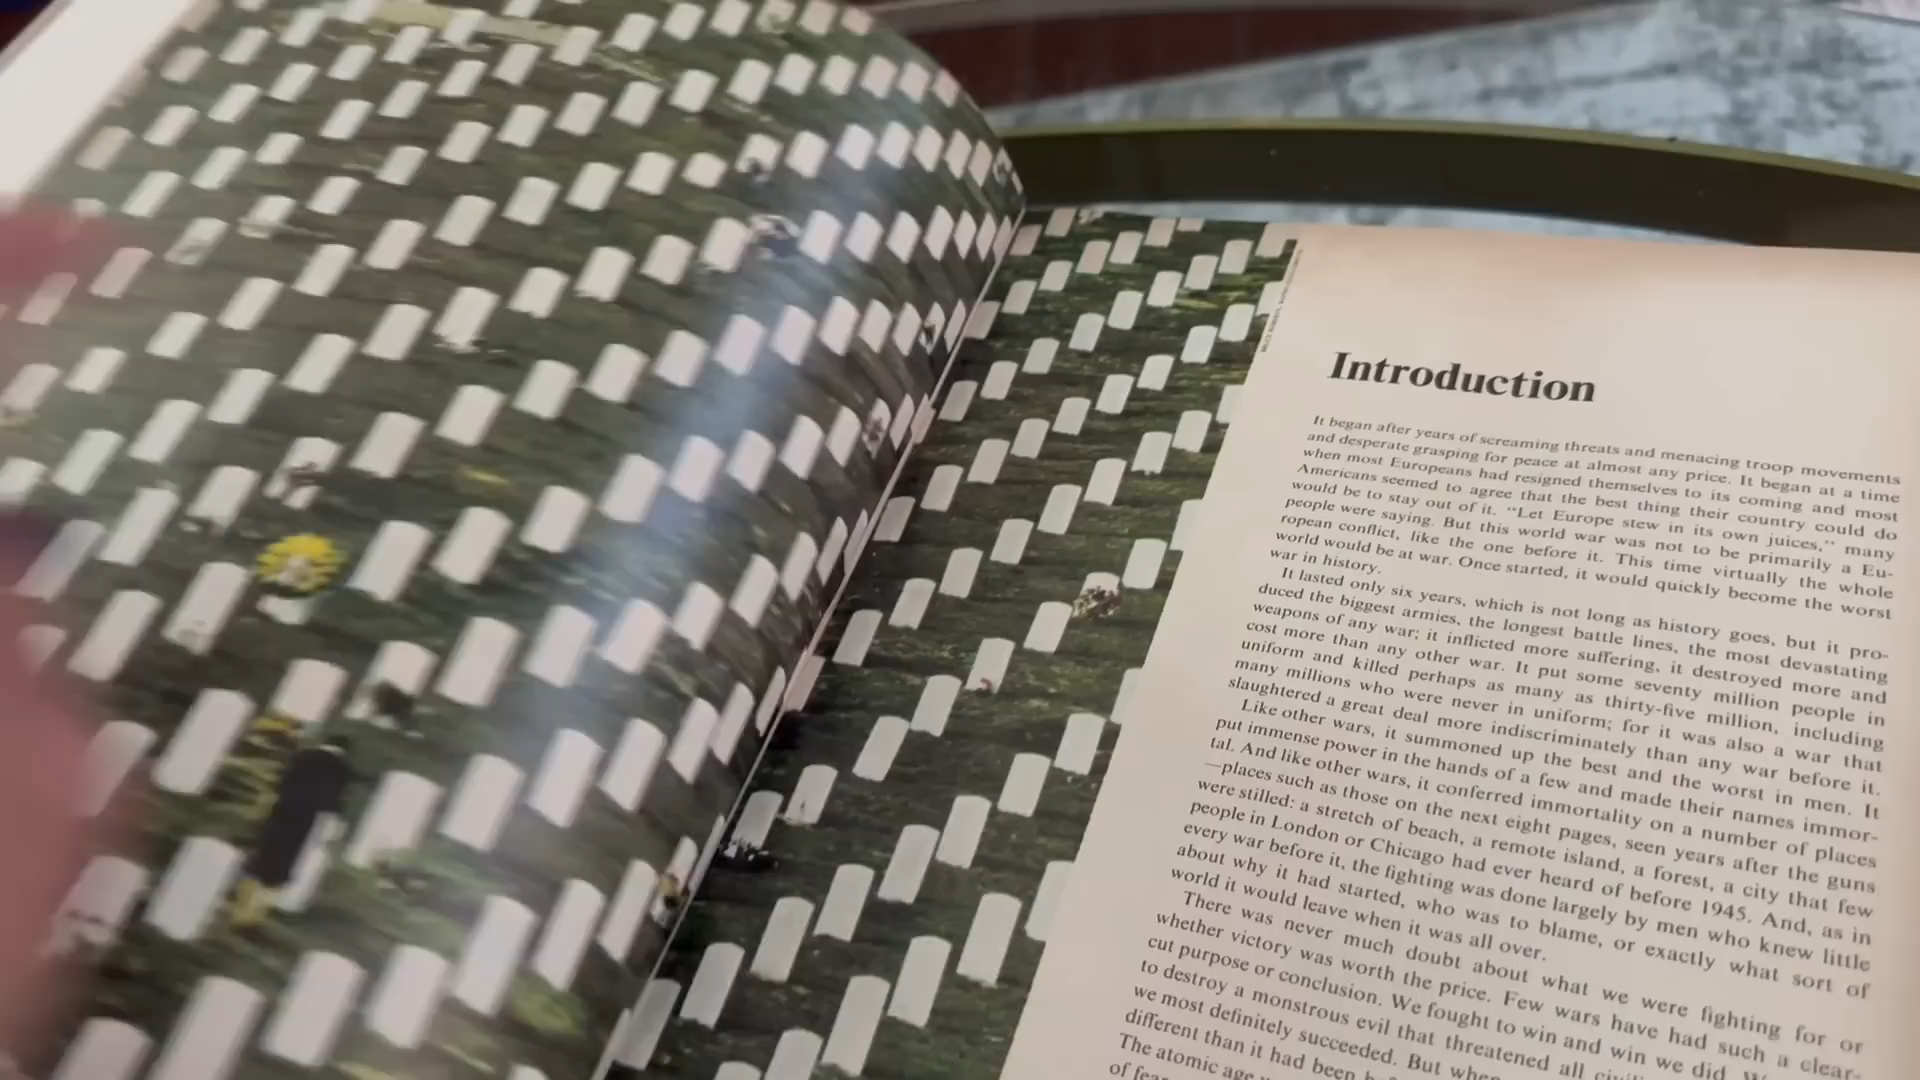 Introduction
It began after years of screaming threats and menacing troop movements
and desperate grasping for peace at almost any price. It began at a time
when most Europeans had resigned themselves to its coming and most
Americans seemed to agree that the best thing their country could do
would be to stay out of it. “Let Europe stew in its own juices,” many
people were saying. But this world war was not to be primarily a Eu-
ropean conflict, like the one before it. This time virtually the whole
world would be at war. Once started, it would quickly become the worst
war in history.
It lasted only six years, which is not long as history goes, but it pro-
duced the biggest armies, the longest battle lines, the most devastating
weapons of any war; it inflicted more suffering, it destroyed more and
cost more than any other war. It put some seventy million people in
uniform and killed perhaps as many as thirty-five million, including
many millions who were never in uniform; for it was also a war that
slaughtered a great deal more indiscriminately than any war before it.
Like other wars, it summoned up the best and the worst in men. It
put immense power in the hands of a few and made their names immor-
tal. And like other wars, it conferred immortality on a number of places
—places such as those on the next eight pages, seen years after the guns
were stilled: a stretch of beach, a remote island, a forest, a city that few
people in London or Chicago had ever heard of before 1945. And, as in
every war before it, the fighting was done largely by men who knew little
about why it had started, who was to blame, or exactly what sort of
world it would leave when it was all over.
There was never much doubt about what we were fighting for or
whether victory was worth the price. Few wars have had such a clear-
cut purpose or conclusion. We fought to win and win we did.
to destroy a monstrous evil that threatened all
we most definitely succeeded. But
different than it had been
The atomic age
of